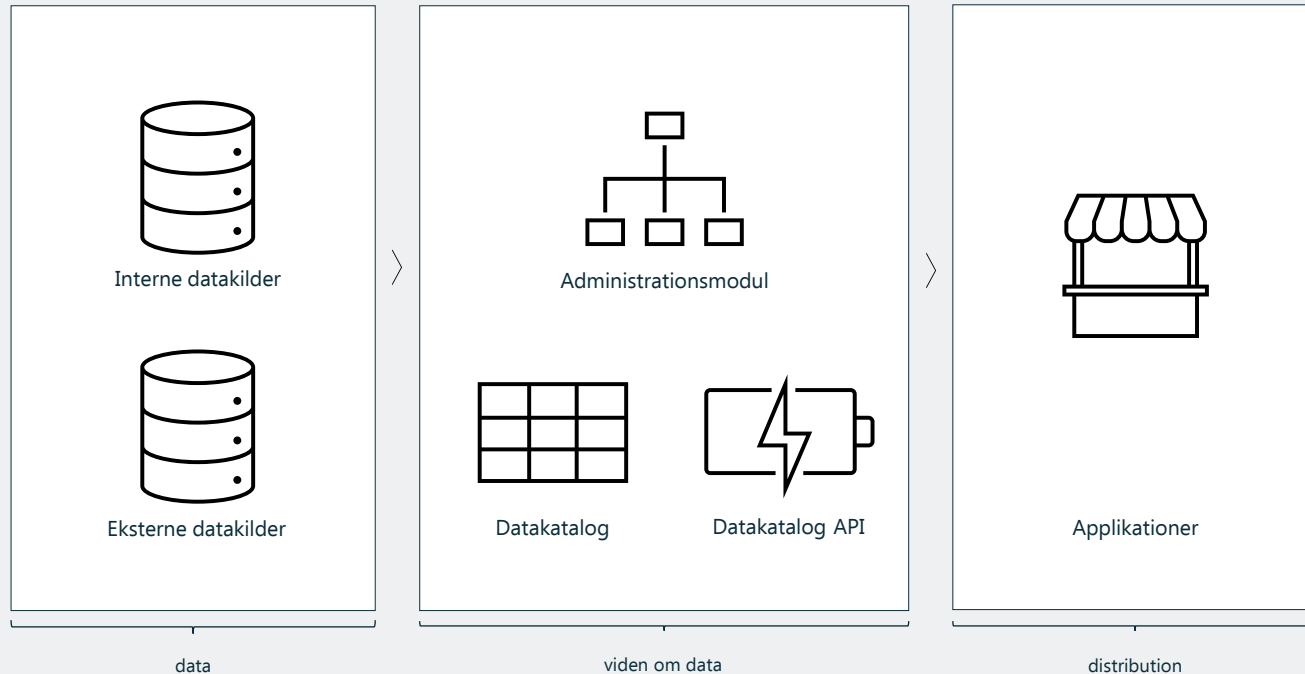 Interne datakilder
Eksterne datakilder
data
Administrationsmodul
Datakatalog
Datakatalog API
viden om data
Applikationer
distribution